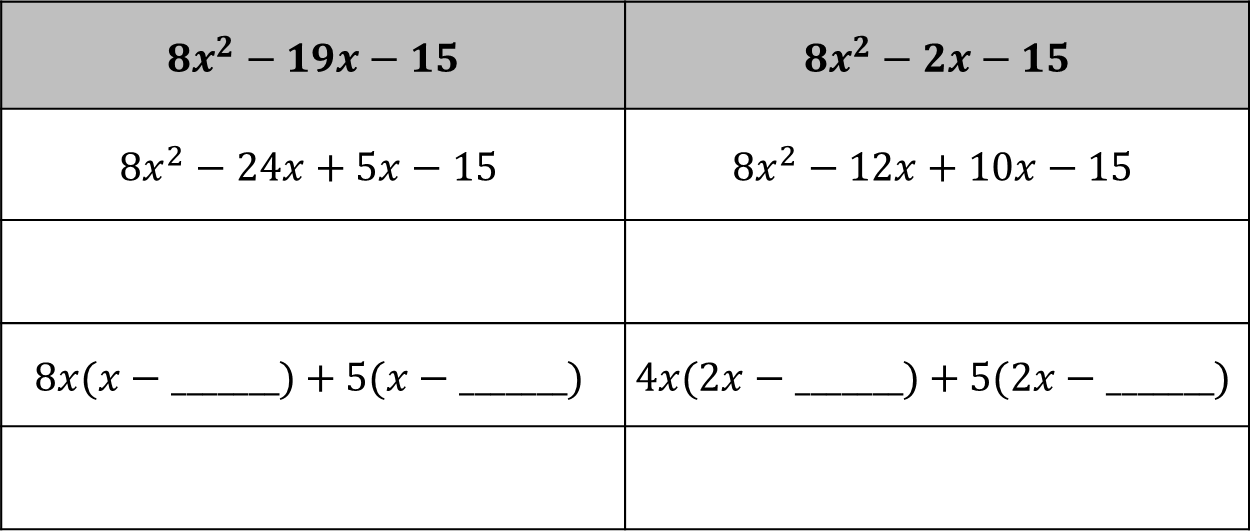 8x² − 19x − 15 8x² − 2x − 15
8x² − 24x + 5x − 15 8x² − 12x + 10x − 15
8x(x − ______) + 5(x − ______) 4x(2x − ______) + 5(2x − ______)